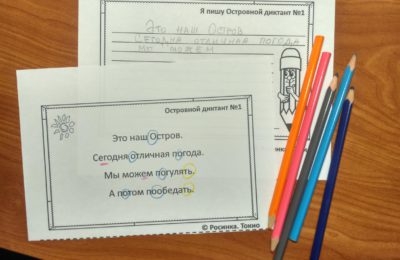 Я пишу Островной диктант №1
Это наш Остров
Сегодня отличная погода
мы можем
Островной диктант №1
Это наш Остров.
Сегодня отличная погода.
Мы можем погулять.
А потом пообедать.
© Росинка. Токио